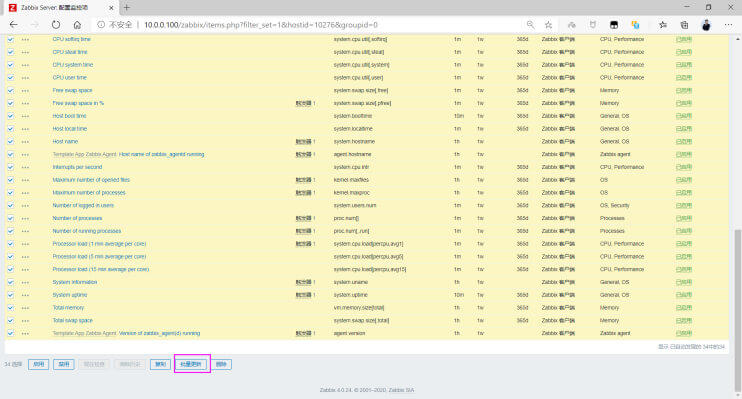 Zabbix Server: 配置监控项
不安全 | 10.0.0.100/zabbix/items.php?filter_set=1&hostid=10276&groupid=0
CPU softirq time system.cpu.util[,softirq] 1m 1w 365d Zabbix 客户端 CPU, Performance 已启用
CPU steal time system.cpu.util[,steal] 1m 1w 365d Zabbix 客户端 CPU, Performance 已启用
CPU system time system.cpu.util[,system] 1m 1w 365d Zabbix 客户端 CPU, Performance 已启用
CPU user time system.cpu.util[,user] 1m 1w 365d Zabbix 客户端 CPU, Performance 已启用
Free swap space system.swap.size[,free] 1m 1w 365d Zabbix 客户端 Memory 已启用
Free swap space in % 触发器 1 system.swap.size[,pfree] 1m 1w 365d Zabbix 客户端 Memory 已启用
Host boot time system.boottime 10m 1w 365d Zabbix 客户端 General, OS 已启用
Host local time system.localtime 1m 1w 365d Zabbix 客户端 General, OS 已启用
Host name 触发器 1 system.hostname 1h 1w Zabbix 客户端 General, OS 已启用
Template App Zabbix Agent: Host name of zabbix_agentd running 触发器 1 agent.hostname 1h 1w Zabbix 客户端 Zabbix agent 已启用
Interrupts per second system.cpu.intr 1m 1w 365d Zabbix 客户端 CPU, Performance 已启用
Maximum number of opened files 触发器 1 kernel.maxfiles 1h 1w 365d Zabbix 客户端 OS 已启用
Maximum number of processes 触发器 1 kernel.maxproc 1h 1w 365d Zabbix 客户端 OS 已启用
Number of logged in users system.users.num 1m 1w 365d Zabbix 客户端 OS, Security 已启用
Number of processes 触发器 1 proc.num[] 1m 1w 365d Zabbix 客户端 Processes 已启用
Number of running processes 触发器 1 proc.num[,,run] 1m 1w 365d Zabbix 客户端 Processes 已启用
Processor load (1 min average per core) 触发器 1 system.cpu.load[percpu,avg1] 1m 1w 365d Zabbix 客户端 CPU, Performance 已启用
Processor load (5 min average per core) system.cpu.load[percpu,avg5] 1m 1w 365d Zabbix 客户端 CPU, Performance 已启用
Processor load (15 min average per core) system.cpu.load[percpu,avg15] 1m 1w 365d Zabbix 客户端 CPU, Performance 已启用
System information 触发器 1 system.uname 1h 1w Zabbix 客户端 General, OS 已启用
System uptime 触发器 1 system.uptime 10m 1w 365d Zabbix 客户端 General, OS 已启用
Total memory vm.memory.size[total] 1h 1w 365d Zabbix 客户端 Memory 已启用
Total swap space system.swap.size[,total] 1h 1w 365d Zabbix 客户端 Memory 已启用
Template App Zabbix Agent: Version of zabbix_agent(d) running 触发器 1 agent.version 1h 1w Zabbix 客户端 Zabbix agent 已启用
显示 已自动发现的 34中的34
34 选择 启用 禁用 现在检查 清除历史 复制 批量更新 删除
Zabbix 4.0.24. © 2001–2020, Zabbix SIA